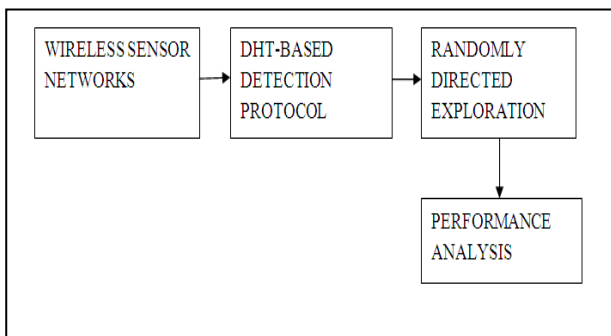 WIRELESS SENSOR
NETWORKS
DHT-BASED
DETECTION
PROTOCOL
RANDOMLY
DIRECTED
EXPLORATION
PERFORMANCE
ANALYSIS